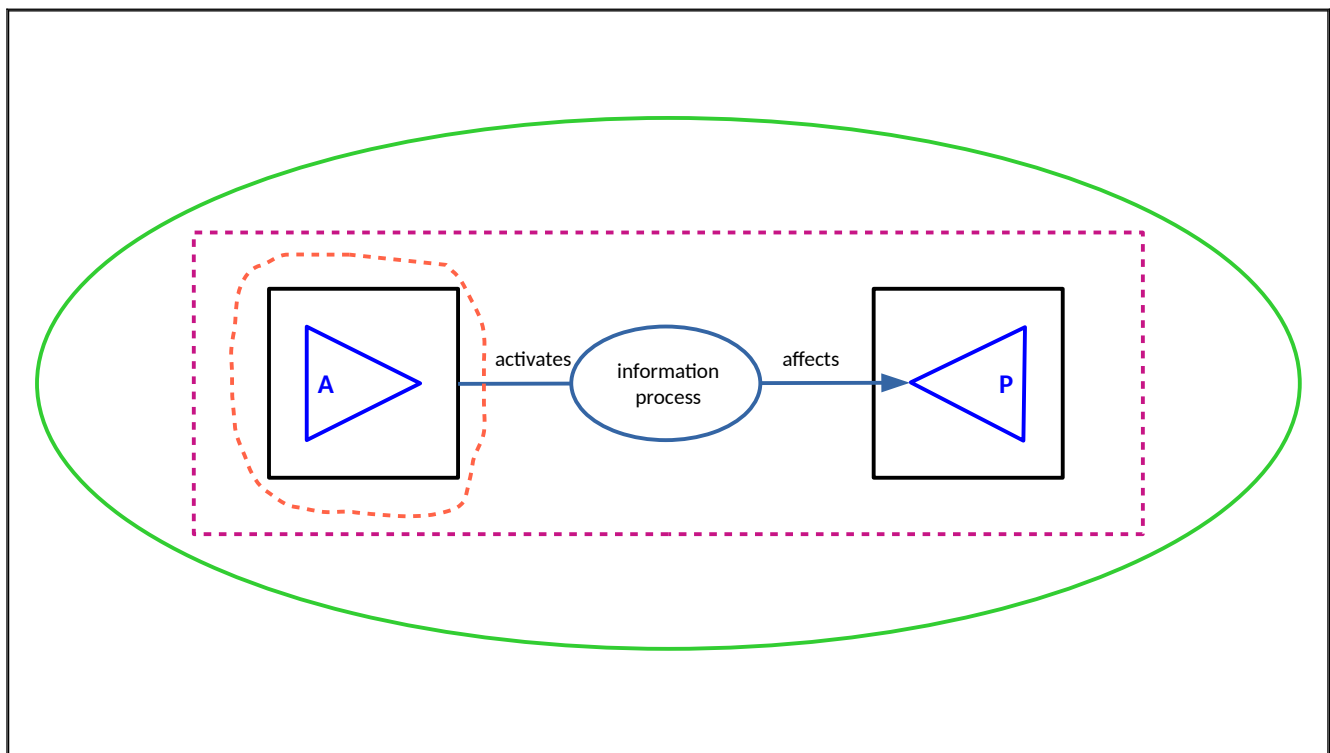 A
activates
information
process
affects
P